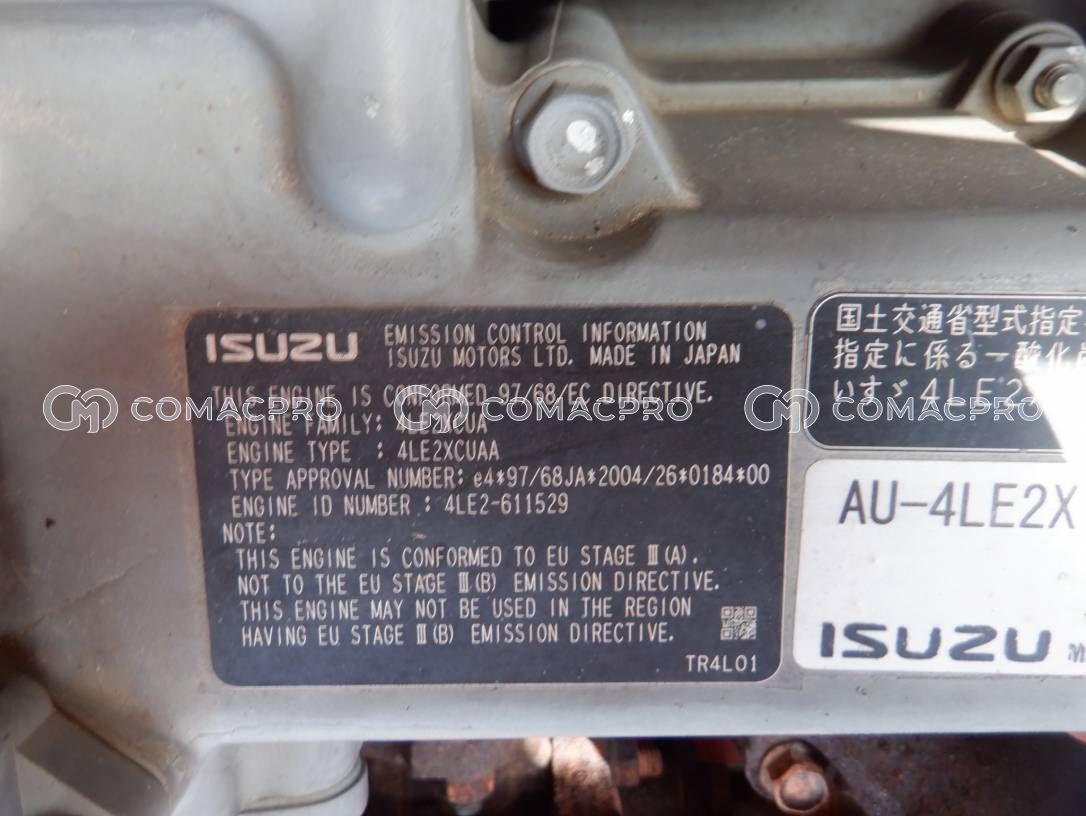 ISUZU
EMISSION CONTROL INFORMATION
ISUZU MOTORS LTD. MADE IN JAPAN
THIS ENGINE IS CONFORMED 97/68/EC DIRECTIVE.
ENGINE FAMILY: 4LE2XCUA
ENGINE TYPE : 4LE2XCUAA
TYPE APPROVAL NUMBER: e4*97/68JA*2004/26*0184*00
ENGINE ID NUMBER : 4LE2-611529
NOTE:
THIS ENGINE IS CONFORMED TO EU STAGE Ⅲ(A).
NOT TO THE EU STAGE Ⅲ(B) EMISSION DIRECTIVE.
THIS ENGINE MAY NOT BE USED IN THE REGION
HAVING EU STAGE Ⅲ(B) EMISSION DIRECTIVE.
TR4L01
国土交通省型式指定
指定に係る一酸化
いすゞ 4LE2
AU-4LE2X
ISUZU
COMACPRO COMACPRO